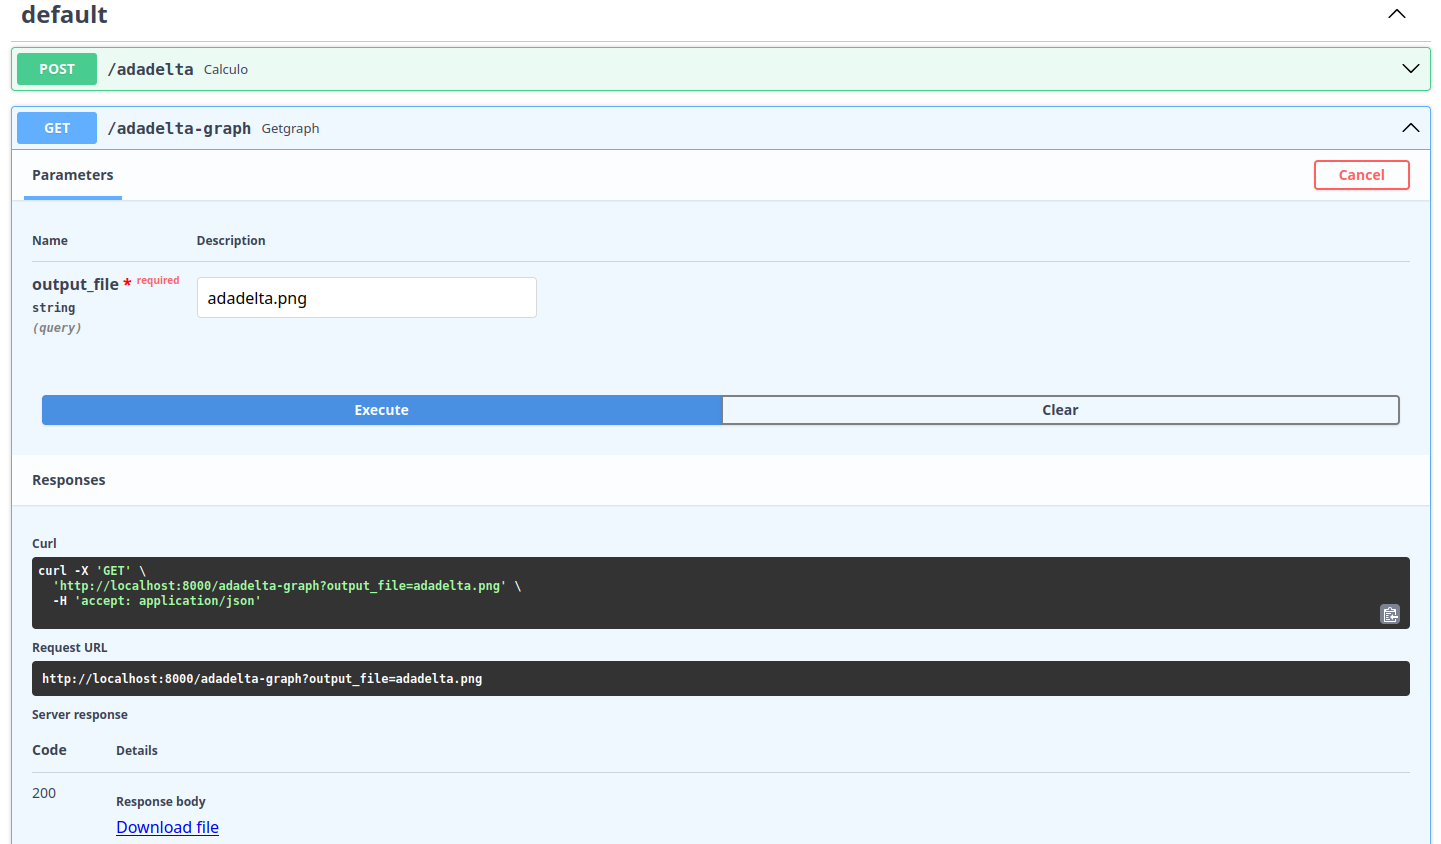 default
POST /adadelta Calculo
GET /adadelta-graph Getgraph
Parameters Cancel
Name Description
output_file * required adadelta.png
string
(query)
Execute Clear
Responses
Curl
curl -X 'GET' \
'http://localhost:8000/adadelta-graph?output_file=adadelta.png' \
-H 'accept: application/json'
Request URL
http://localhost:8000/adadelta-graph?output_file=adadelta.png
Server response
Code Details
200 Response body
Download file